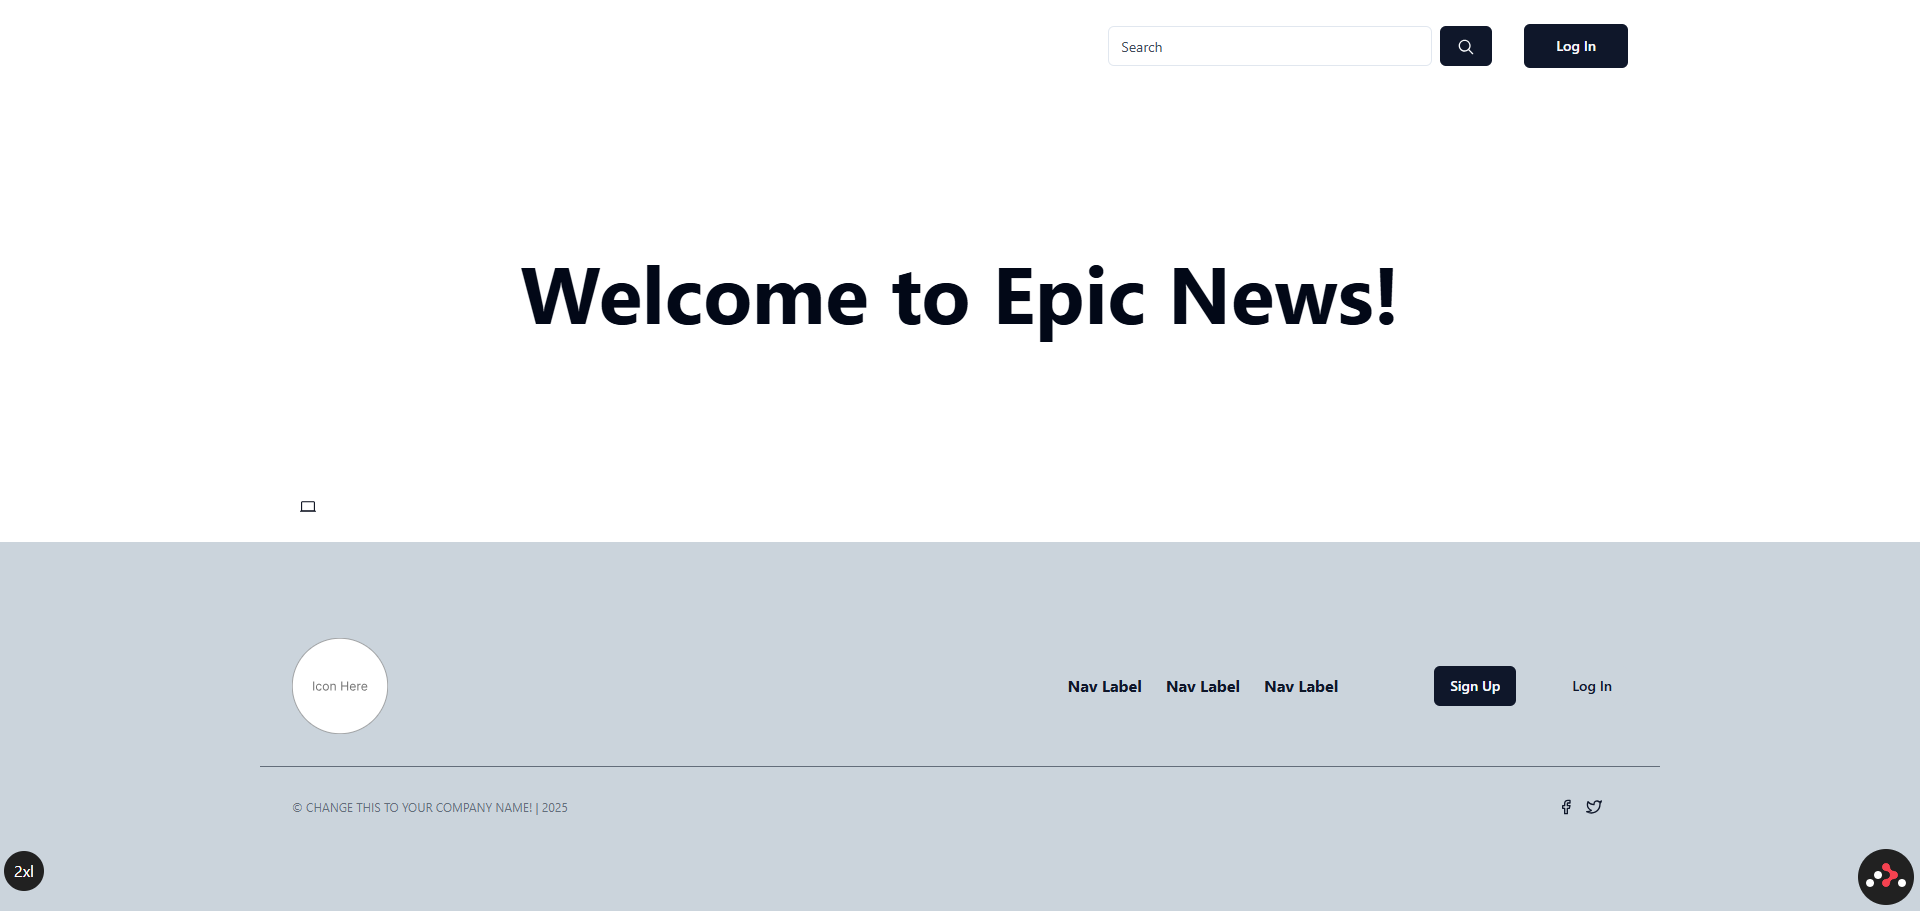 Search
Log In
Welcome to Epic News!
Icon Here
Nav Label Nav Label Nav Label
Sign Up
Log In
© CHANGE THIS TO YOUR COMPANY NAME! | 2025
2xl